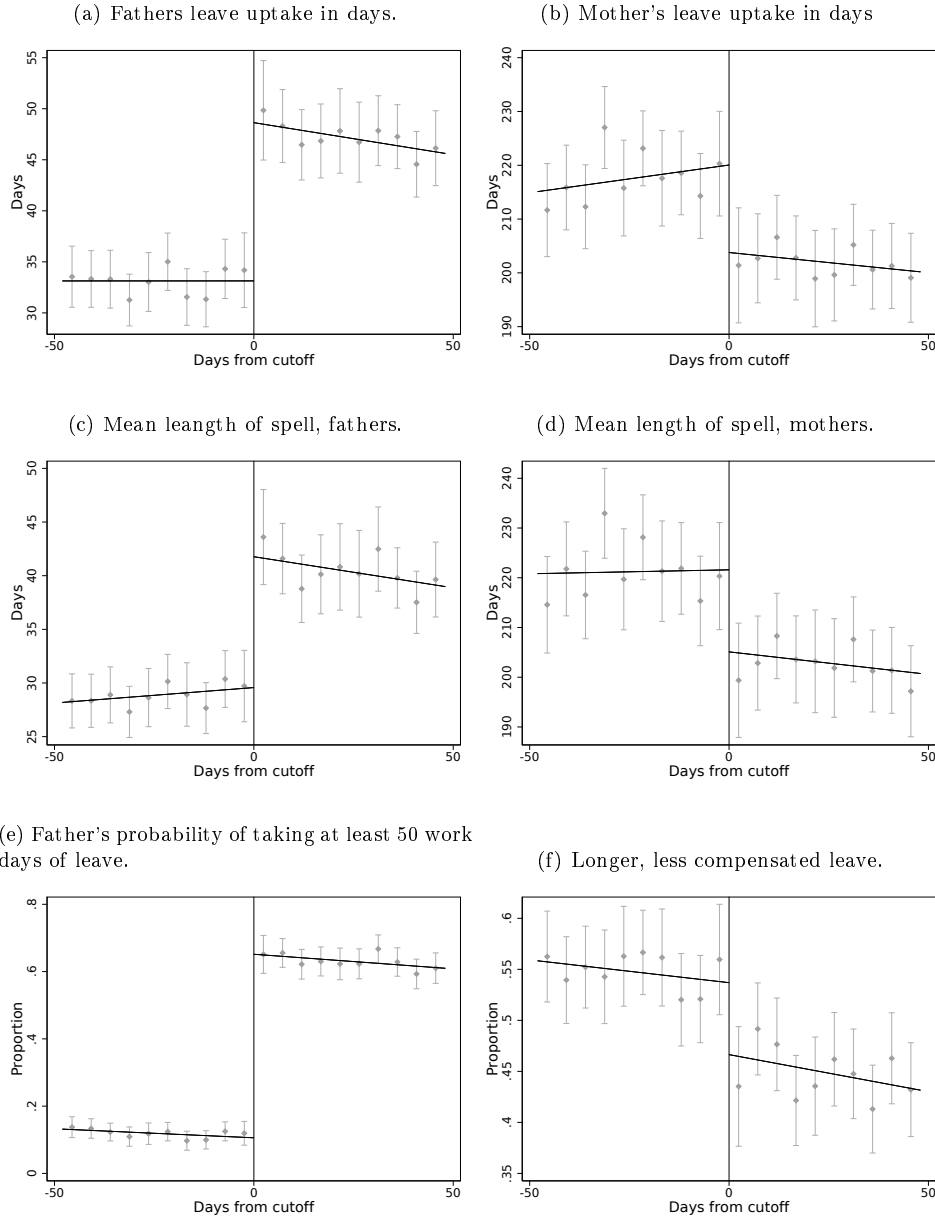 (a) Fathers leave uptake in days.
55
50
45
40
35
30
Days
-50
0
50
Days from cutoff
(b) Mother's leave uptake in days
240
230
220
210
200
190
Days
-50
0
50
Days from cutoff
(c) Mean leangth of spell, fathers.
50
45
40
35
30
25
Days
-50
0
50
Days from cutoff
(d) Mean length of spell, mothers.
240
230
220
210
200
190
Days
-50
0
50
Days from cutoff
(e) Father's probability of taking at least 50 work
days of leave.
.8
.6
.4
.2
0
Proportion
-50
0
50
Days from cutoff
(f) Longer, less compensated leave.
.6
.55
.5
.45
.4
.35
Proportion
-50
0
50
Days from cutoff